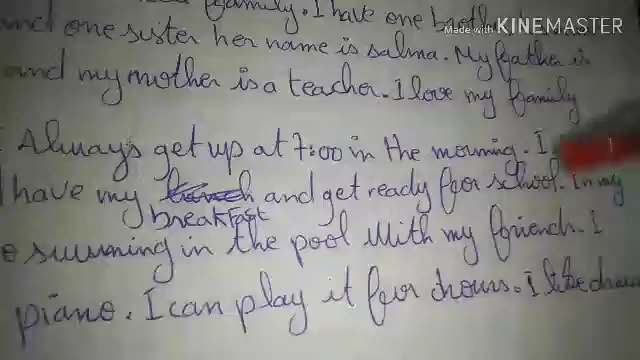 family. I have one
and one sister her name is salma. My father is
Made with KINEMASTER
and my mother is a teacher. I love my family
Always get up at 7:00 in the morning. I
I have my and get ready for school. In my
breakfast
swimming in the pool With my friend. I
piano. I can play it for hours. I like